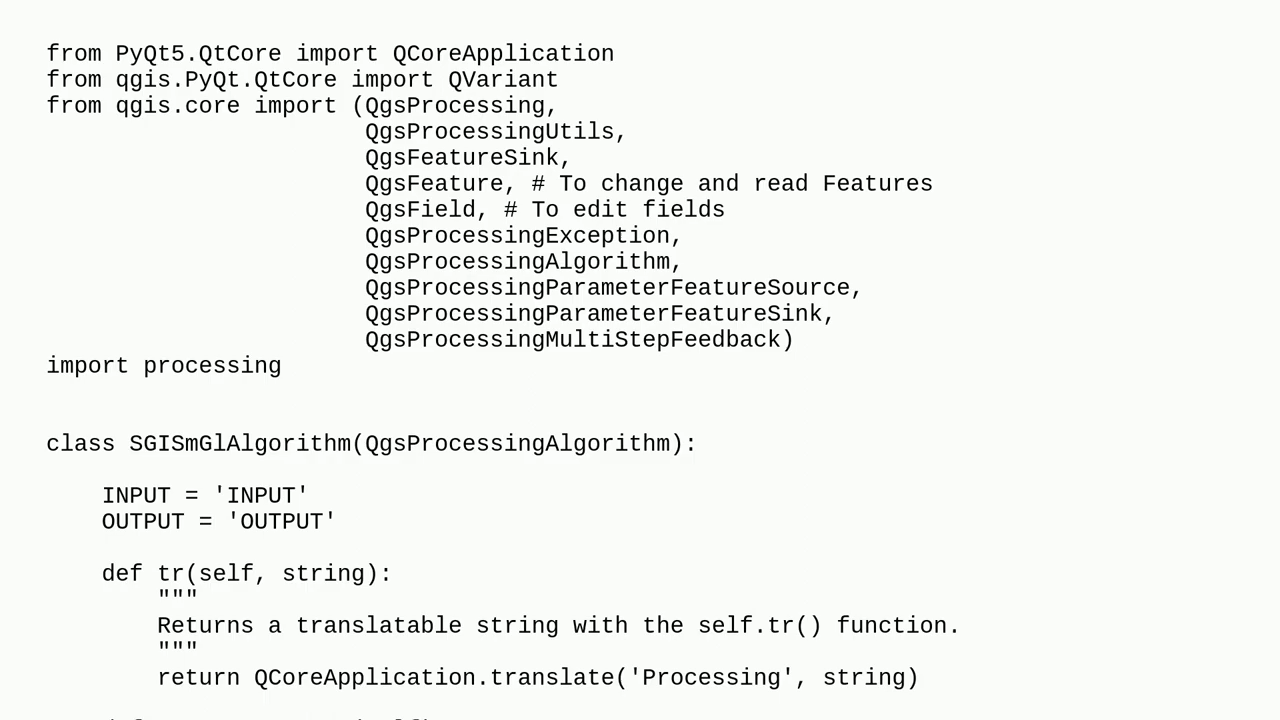 from PyQt5.QtCore import QCoreApplication
from qgis.PyQt.QtCore import QVariant
from qgis.core import (QgsProcessing,
                       QgsProcessingUtils,
                       QgsFeatureSink,
                       QgsFeature, # To change and read Features
                       QgsField, # To edit fields
                       QgsProcessingException,
                       QgsProcessingAlgorithm,
                       QgsProcessingParameterFeatureSource,
                       QgsProcessingParameterFeatureSink,
                       QgsProcessingMultiStepFeedback)
import processing
class SGISmGlAlgorithm(QgsProcessingAlgorithm):
    INPUT = 'INPUT'
    OUTPUT = 'OUTPUT'
    def tr(self, string):
        """
        Returns a translatable string with the self.tr() function.
        """
        return QCoreApplication.translate('Processing', string)